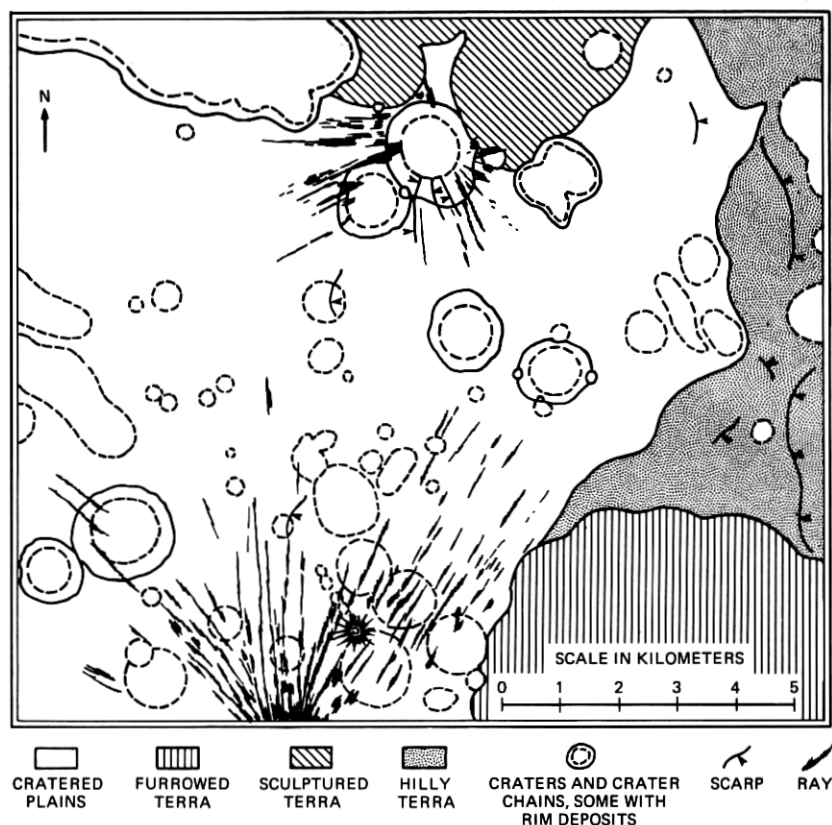 N
SCALE IN KILOMETERS
0 1 2 3 4 5
CRATERED PLAINS
FURROWED TERRA
SCULPTURED TERRA
HILLY TERRA
CRATERS AND CRATER CHAINS, SOME WITH RIM DEPOSITS
SCARP
RAY